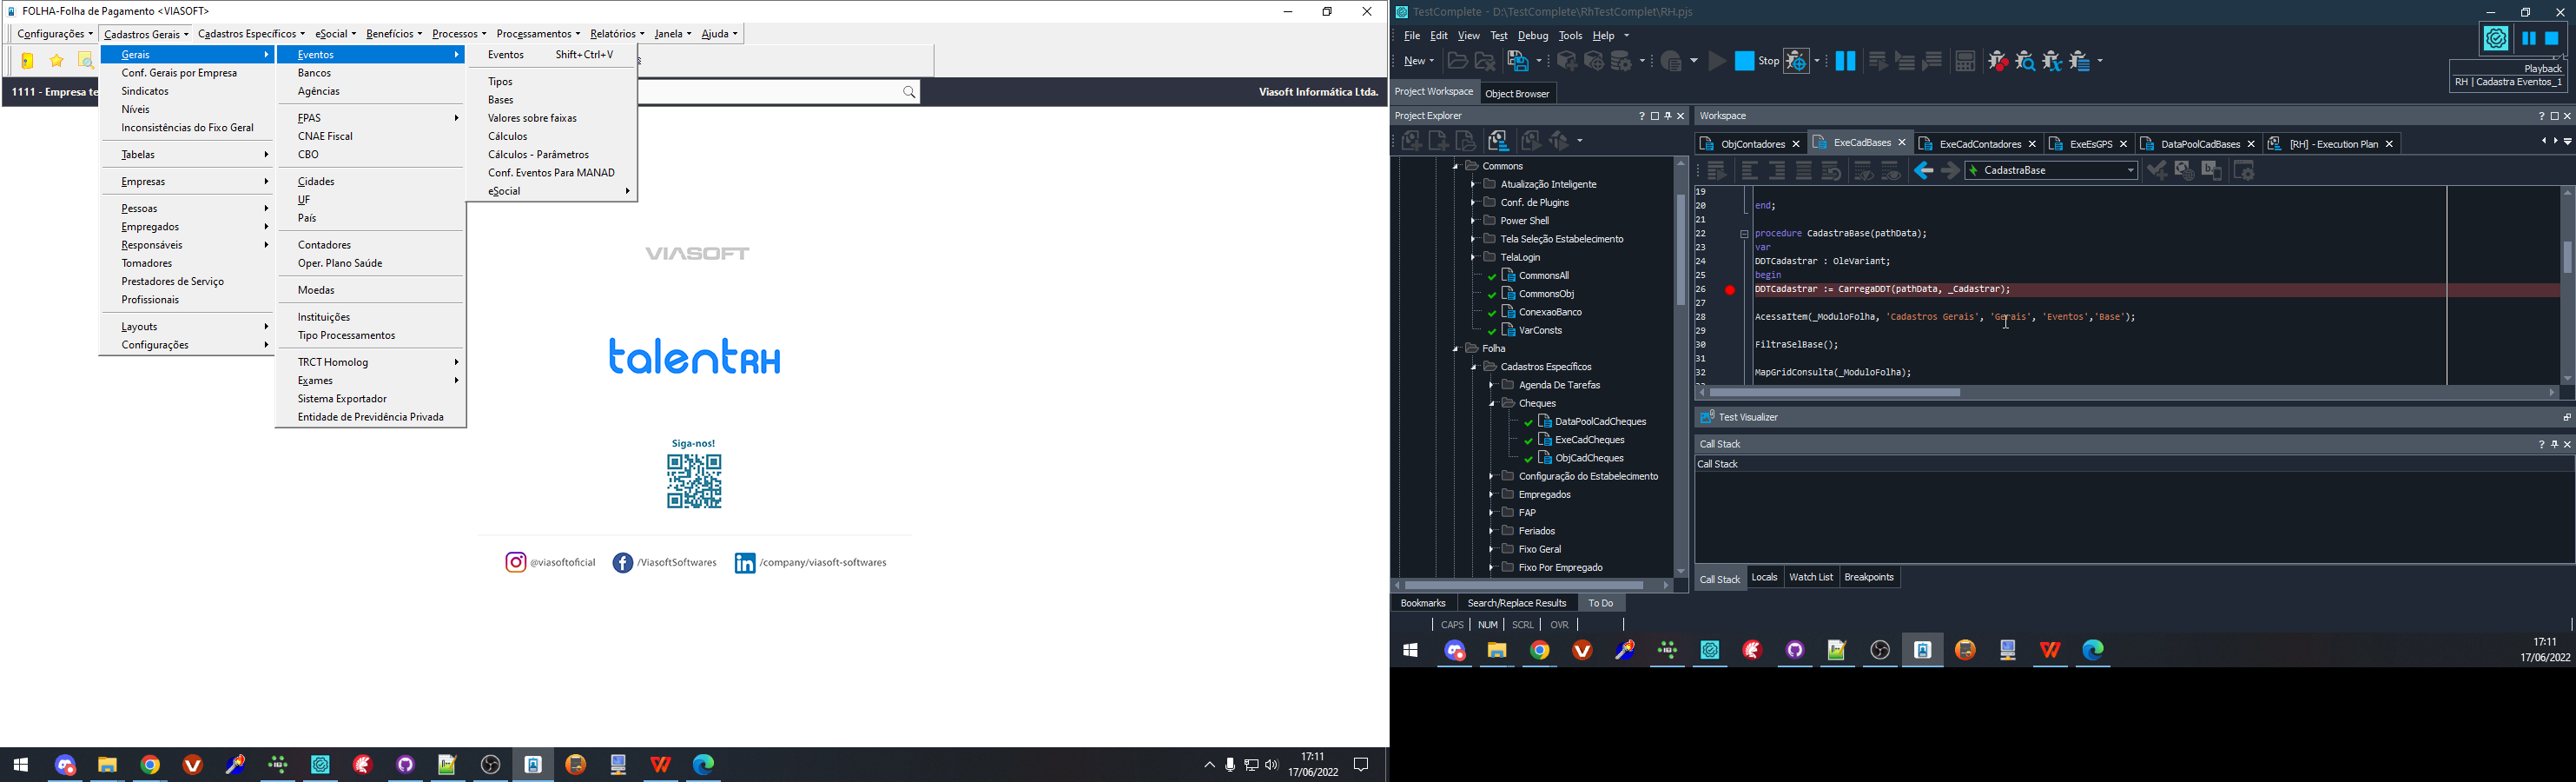 FOLHA-Folha de Pagamento <VIASOFT>
Configurações Cadastros Gerais Cadastros Específicos eSocial Benefícios Processos Processamentos Relatórios Janela Ajuda
1111 - Empresa te
Viasoft Informática Ltda.
Gerais
Conf. Gerais por Empresa
Sindicatos
Níveis
Inconsistências do Fixo Geral
Tabelas
Empresas
Pessoas
Empregados
Responsáveis
Tomadores
Prestadores de Serviço
Profissionais
Layouts
Configurações
Eventos
Bancos
Agências
FPAS
CNAE Fiscal
CBO
Cidades
UF
País
Contadores
Oper. Plano Saúde
Moedas
Instituições
Tipo Processamentos
TRCT Homolog
Exames
Sistema Exportador
Entidade de Previdência Privada
Eventos Shift+Ctrl+V
Tipos
Bases
Valores sobre faixas
Cálculos
Cálculos - Parâmetros
Conf. Eventos Para MANAD
eSocial
VIASOFT
talentRH
Siga-nos!
@viasoftoficial /ViasoftSoftwares /company/viasoft-softwares
17:11
17/06/2022
TestComplete - D:\TestComplete\RhTestComplet\RH.pjs
File Edit View Test Debug Tools Help
New Stop
Playback
RH | Cadastra Eventos_1
Project Workspace Object Browser
Project Explorer
Commons
Atualização Inteligente
Conf. de Plugins
Power Shell
Tela Seleção Estabelecimento
TelaLogin
CommonsAll
CommonsObj
ConexaoBanco
VarConsts
Folha
Cadastros Específicos
Agenda De Tarefas
Cheques
DataPoolCadCheques
ExeCadCheques
ObjCadCheques
Configuração do Estabelecimento
Empregados
FAP
Feriados
Fixo Geral
Fixo Por Empregado
Workspace
ObjContadores ExeCadBases ExeCadContadores ExeEsGPS DataPoolCadBases [RH] - Execution Plan
CadastraBase
19
20 end;
21
22 procedure CadastraBase(pathData);
23 var
24 DDTCadastrar : OleVariant;
25 begin
26 DDTCadastrar := CarregaDDT(pathData, _Cadastrar);
27
28 AcessaItem(_ModuloFolha, 'Cadastros Gerais', 'Gerais', 'Eventos','Base');
29
30 FiltraSelBase();
31
32 MapGridConsulta(_ModuloFolha);
Test Visualizer
Call Stack
Call Stack
Call Stack Locals Watch List Breakpoints
Bookmarks Search/Replace Results To Do
CAPS NUM SCRL OVR
17:11
17/06/2022